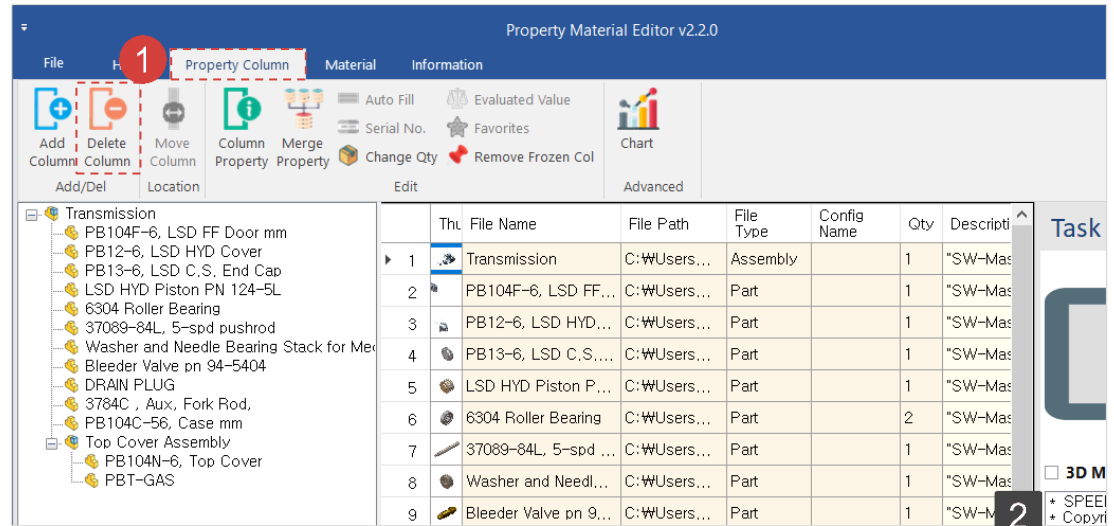 Property Material Editor v2.2.0
File H 1 Property Column Material Information
Add Column
Delete Column
Move Column
Column Property
Merge Property
Auto Fill
Serial No.
Change Qty
Evaluated Value
Favorites
Remove Frozen Col
Chart
Add/Del Location Edit Advanced
Transmission
PB104F-6, LSD FF Door mm
PB12-6, LSD HYD Cover
PB13-6, LSD C.S. End Cap
LSD HYD Piston PN 124-5L
6304 Roller Bearing
37089-84L, 5-spd pushrod
Washer and Needle Bearing Stack for Med
Bleeder Valve pn 94-5404
DRAIN PLUG
3784C , Aux, Fork Rod,
PB104C-56, Case mm
Top Cover Assembly
PB104N-6, Top Cover
PBT-GAS
Thu File Name File Path File Type Config Name Qty Descripti
1 Transmission C:₩Users... Assembly 1 "SW-Mas
2 PB104F-6, LSD FF... C:₩Users... Part 1 "SW-Mas
3 PB12-6, LSD HYD... C:₩Users... Part 1 "SW-Mas
4 PB13-6, LSD C.S.... C:₩Users... Part 1 "SW-Mas
5 LSD HYD Piston P... C:₩Users... Part 1 "SW-Mas
6 6304 Roller Bearing C:₩Users... Part 2 "SW-Mas
7 37089-84L, 5-spd ... C:₩Users... Part 1 "SW-Mas
8 Washer and Needl... C:₩Users... Part 1 "SW-Mas
9 Bleeder Valve pn 9... C:₩Users... Part 1 "SW-M
2
Task
3D M
* SPEE
* Copyri